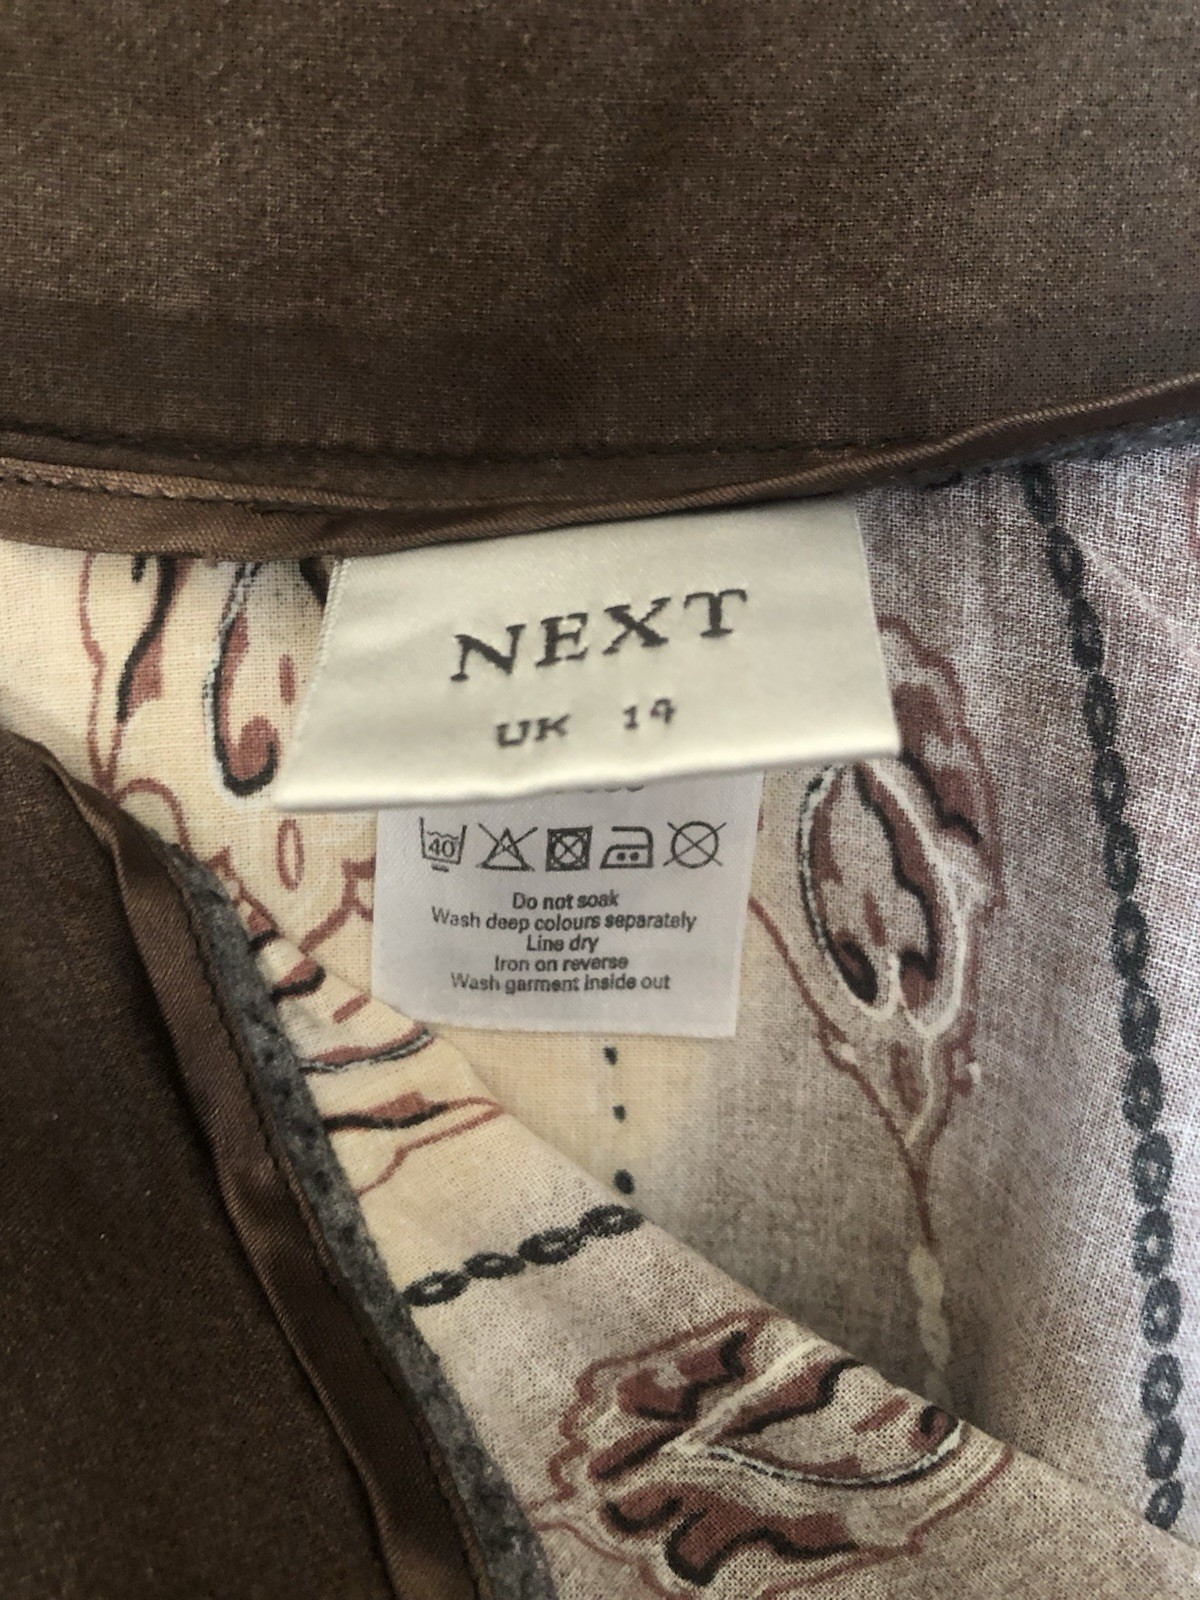 NEXT
UK 14
40
Do not soak
Wash deep colours separately
Line dry
Iron on reverse
Wash garment inside out